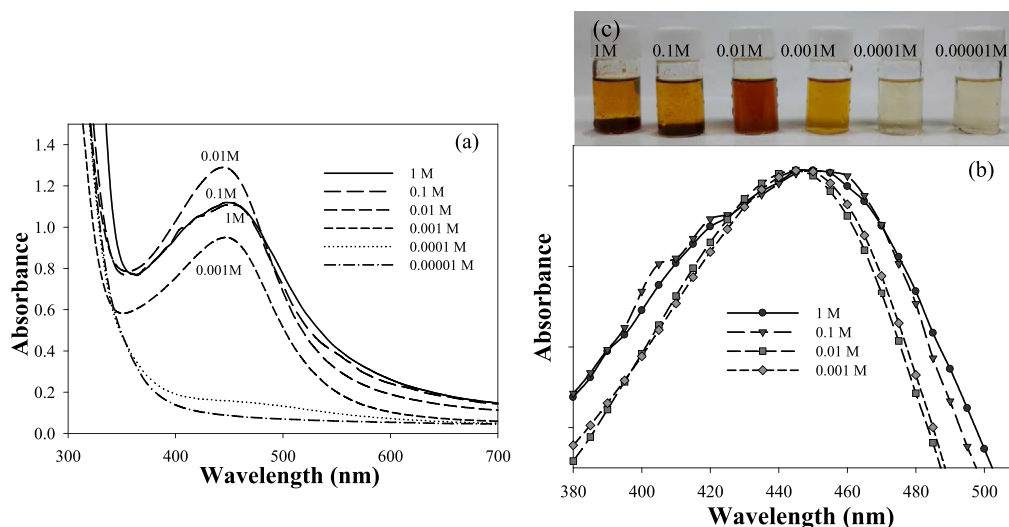 (c)
1M 0.1M 0.01M 0.001M 0.0001M 0.00001M
(a)
1.4
1.2
1.0
0.8
0.6
0.4
0.2
0.0
Absorbance
0.01M
0.1M
1M
0.001M
1 M
0.1 M
0.01 M
0.001 M
0.0001 M
0.00001 M
300 400 500 600 700
Wavelength (nm)
(b)
Absorbance
1 M
0.1 M
0.01 M
0.001 M
380 400 420 440 460 480 500
Wavelength (nm)